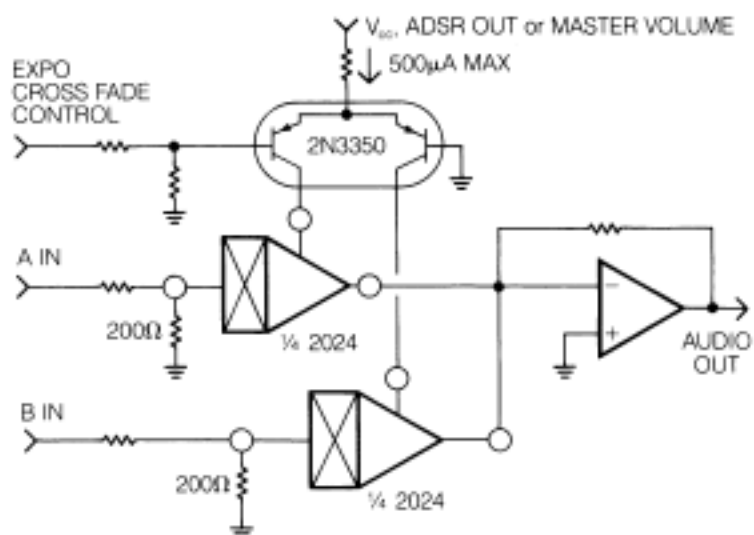 V꜀꜀, ADSR OUT or MASTER VOLUME
500μA MAX
EXPO
CROSS FADE
CONTROL
2N3350
A IN
200Ω
¼ 2024
−
+
AUDIO
OUT
B IN
200Ω
¼ 2024